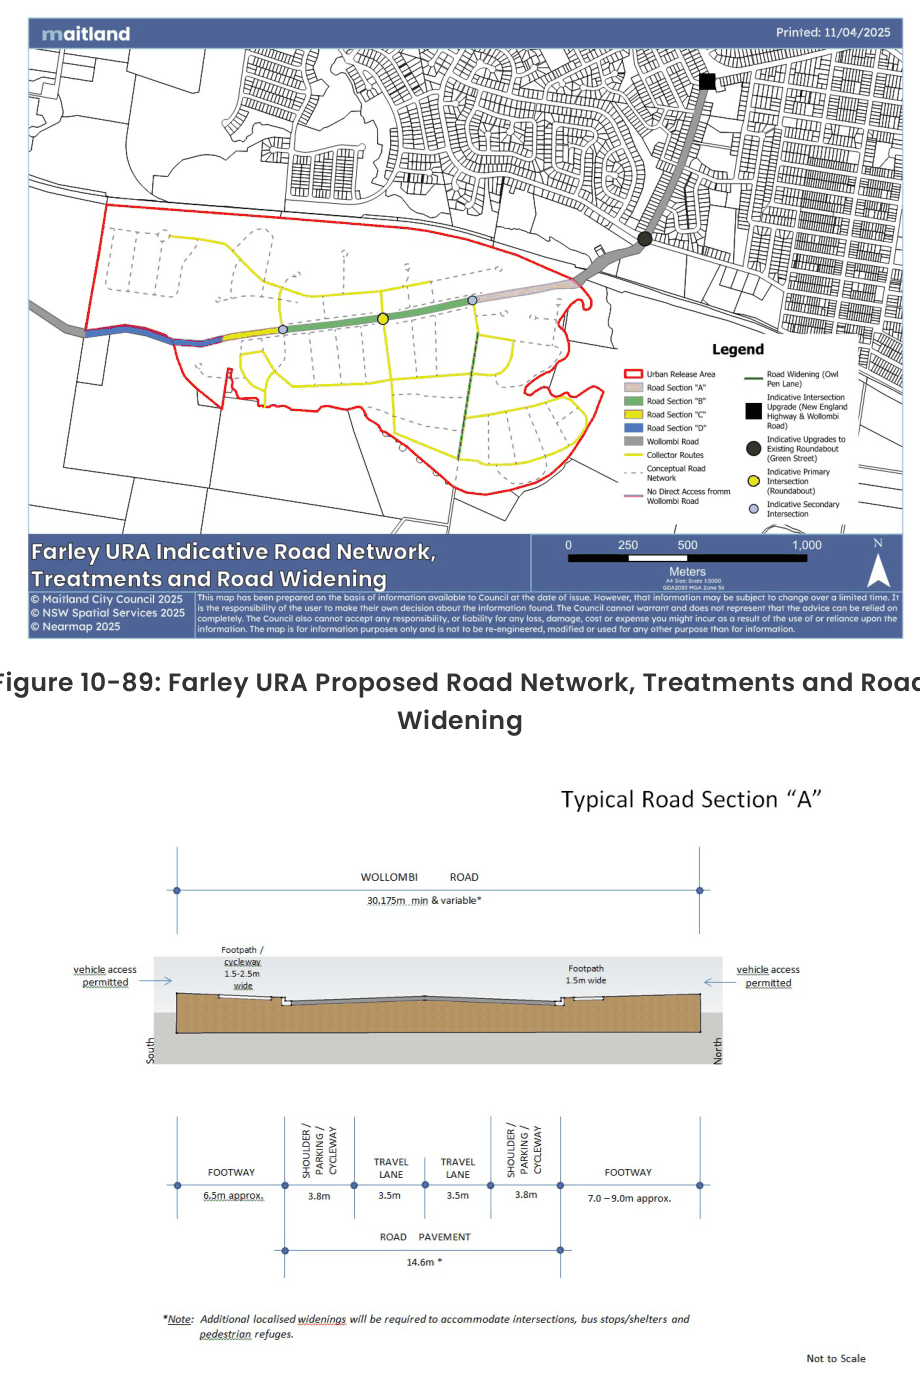 maitland
Printed: 11/04/2025
Legend
Urban Release Area
Road Section "A"
Road Section "B"
Road Section "C"
Road Section "D"
Wollombi Road
Collector Routes
Conceptual Road
Network
No Direct Access fromm
Wollombi Road
Road Widening (Owl
Pen Lane)
Indicative Intersection
Upgrade (New England
Highway & Wollombi
Road)
Indicative Upgrades to
Existing Roundabout
(Green Street)
Indicative Primary
Intersection
(Roundabout)
Indicative Secondary
Intersection
Farley URA Indicative Road Network,
Treatments and Road Widening
0 250 500 1,000
Meters
A4 Size: Scale 1:5000
GDA2020 MGA Zone 56
N
© Maitland City Council 2025
© NSW Spatial Services 2025
© Nearmap 2025
This map has been prepared on the basis of information available to Council at the date of issue. However, that information may be subject to change over a limited time. It
is the responsibility of the user to make their own decision about the information found. The Council cannot warrant and does not represent that the advice can be relied on
completely. The Council also cannot accept any responsibility, or liability for any loss, damage, cost or expense you might incur as a result of the use of or reliance upon the
information. The map is for information purposes only and is not to be re-engineered, modified or used for any other purpose than for information.
Figure 10-89: Farley URA Proposed Road Network, Treatments and Road
Widening
Typical Road Section “A”
WOLLOMBI ROAD
30.175m min & variable*
Footpath /
cycleway
1.5-2.5m
wide
Footpath
1.5m wide
vehicle access
permitted
vehicle access
permitted
South
North
FOOTWAY
SHOULDER /
PARKING /
CYCLEWAY
TRAVEL
LANE
TRAVEL
LANE
SHOULDER /
PARKING /
CYCLEWAY
FOOTWAY
6.5m approx.
3.8m
3.5m
3.5m
3.8m
7.0 – 9.0m approx.
ROAD PAVEMENT
14.6m *
*Note: Additional localised widenings will be required to accommodate intersections, bus stops/shelters and
pedestrian refuges.
Not to Scale